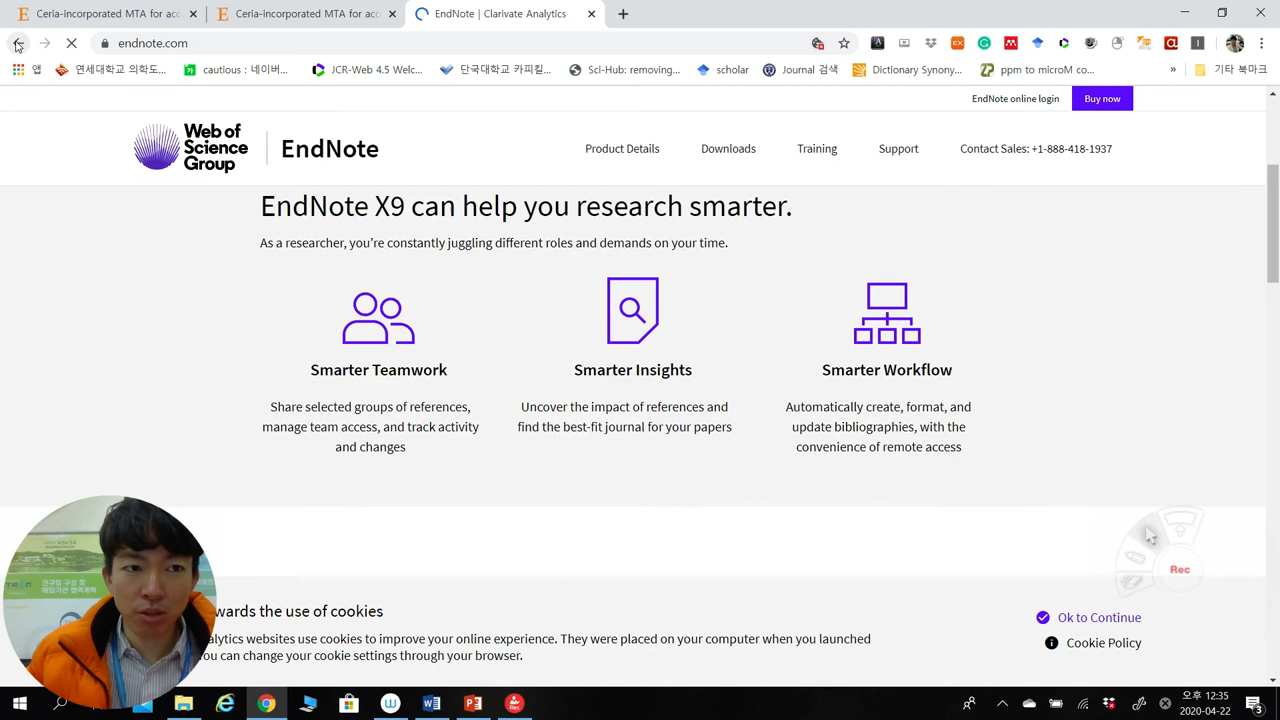 Ceria-incorporated MTA for acc
Ceria-incorporated MTA for acc
EndNote | Clarivate Analytics
endnote.com
앱
연세대학교 의학도...
cautious : 네이버...
JCR-Web 4.5 Welc...
단국대학교 카피킬...
Sci-Hub: removing...
scholar
Journal 검색
Dictionary Synony...
ppm to microM co...
»
기타 북마크
EndNote online login
Buy now
Web of
Science
Group
EndNote
Product Details
Downloads
Training
Support
Contact Sales: +1-888-418-1937
EndNote X9 can help you research smarter.
As a researcher, you're constantly juggling different roles and demands on your time.
Smarter Teamwork
Smarter Insights
Smarter Workflow
Share selected groups of references,
manage team access, and track activity
and changes
Uncover the impact of references and
find the best-fit journal for your papers
Automatically create, format, and
update bibliographies, with the
convenience of remote access
Rec
wards the use of cookies
Ok to Continue
alytics websites use cookies to improve your online experience. They were placed on your computer when you launched
ou can change your cookie settings through your browser.
Cookie Policy
오후 12:35
2020-04-22
3